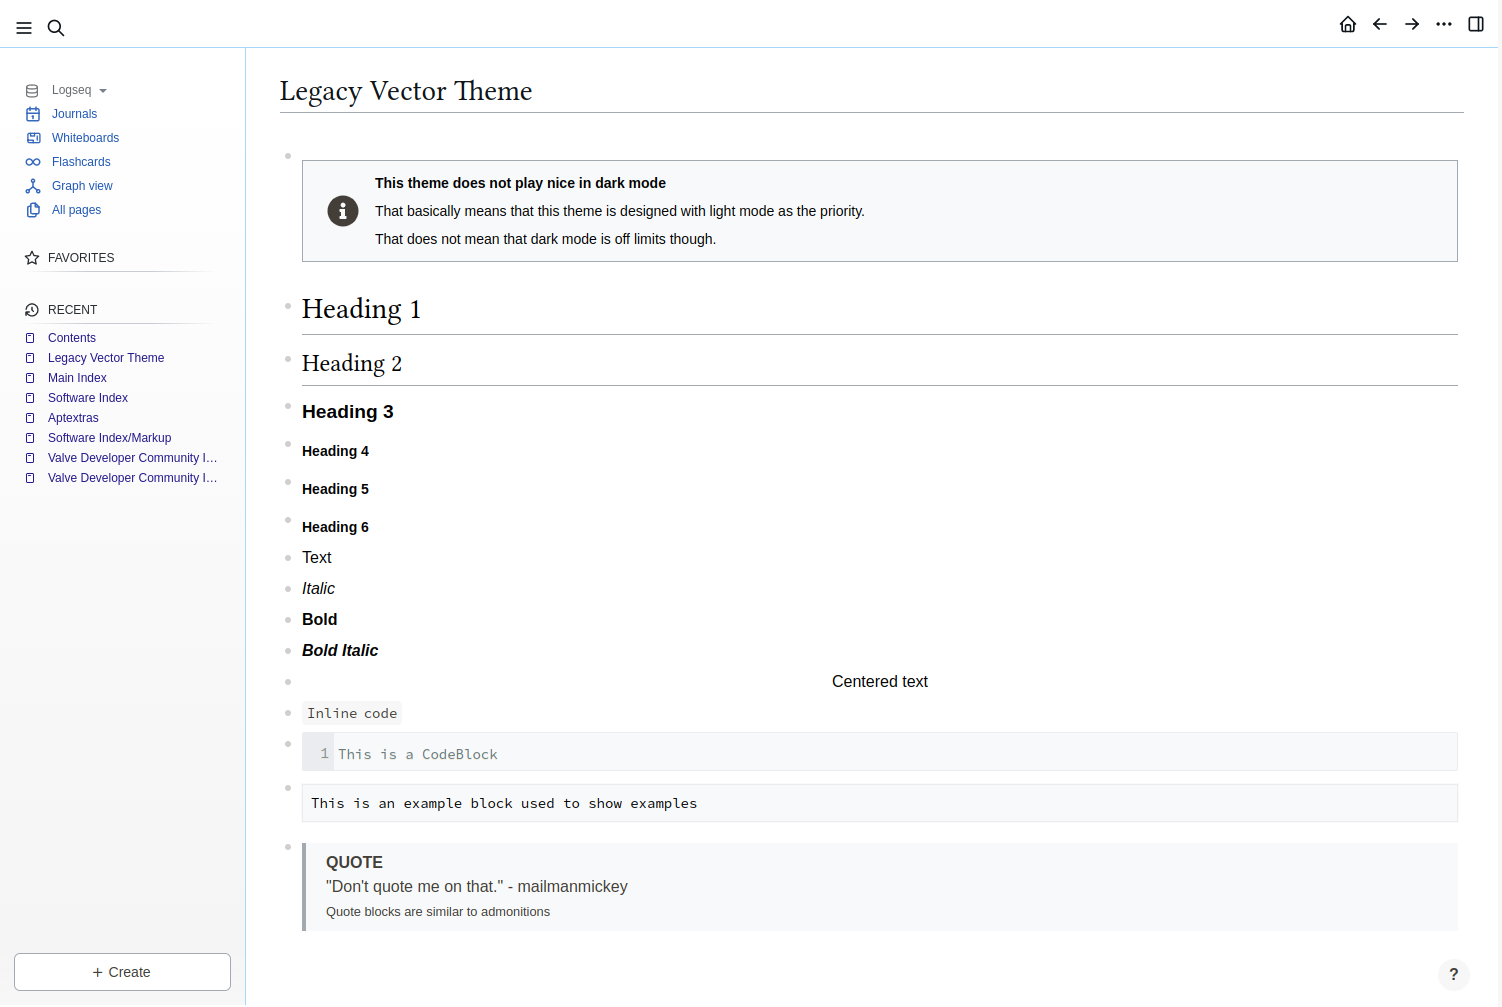 Legacy Vector Theme
Logseq
Journals
Whiteboards
Flashcards
Graph view
All pages
FAVORITES
RECENT
Contents
Legacy Vector Theme
Main Index
Software Index
Aptextras
Software Index/Markup
Valve Developer Community I...
Valve Developer Community I...
Create
This theme does not play nice in dark mode
That basically means that this theme is designed with light mode as the priority.
That does not mean that dark mode is off limits though.
Heading 1
Heading 2
Heading 3
Heading 4
Heading 5
Heading 6
Text
Italic
Bold
Bold Italic
Centered text
Inline code
1 This is a CodeBlock
This is an example block used to show examples
QUOTE
"Don't quote me on that." - mailmanmickey
Quote blocks are similar to admonitions
?